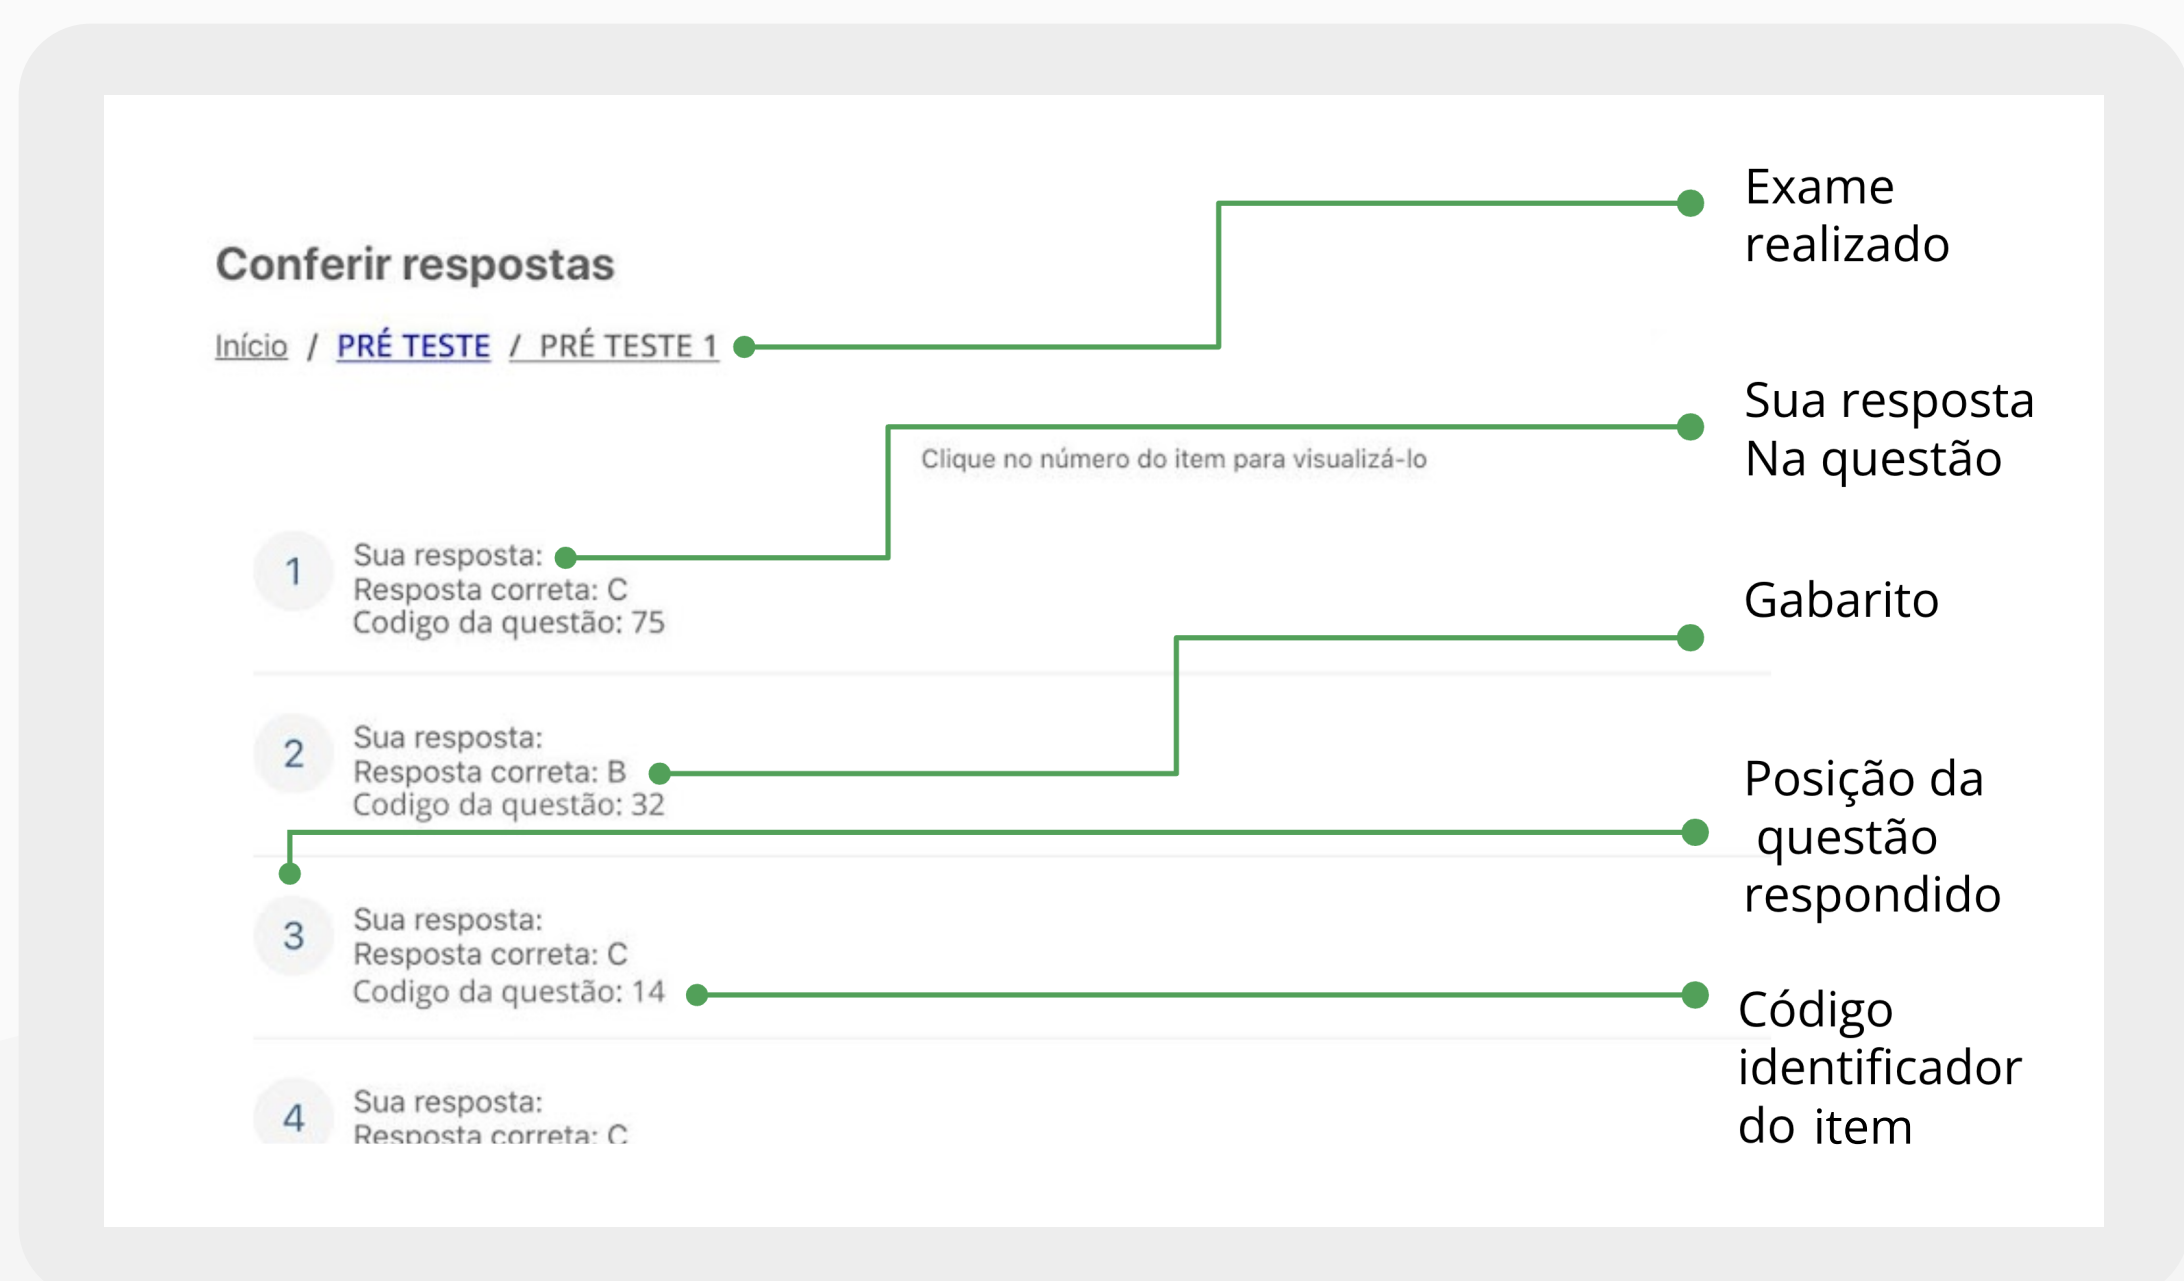 Conferir respostas
Início / PRÉ TESTE / PRÉ TESTE 1
Clique no número do item para visualizá-lo
1
Sua resposta:
Resposta correta: C
Codigo da questão: 75
2
Sua resposta:
Resposta correta: B
Codigo da questão: 32
3
Sua resposta:
Resposta correta: C
Codigo da questão: 14
4
Sua resposta:
Resposta correta: C
Exame
realizado
Sua resposta
Na questão
Gabarito
Posição da
questão
respondido
Código
identificador
do item